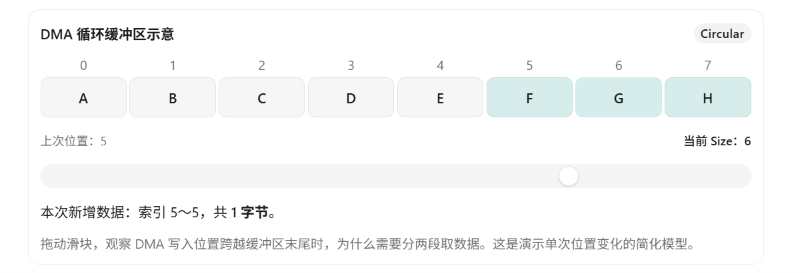 DMA 循环缓冲区示意 Circular
0 1 2 3 4 5 6 7
A B C D E F G H
上次位置：5 当前 Size：6
本次新增数据：索引 5～5，共 1 字节。
拖动滑块，观察 DMA 写入位置跨越缓冲区末尾时，为什么需要分两段取数据。这是演示单次位置变化的简化模型。